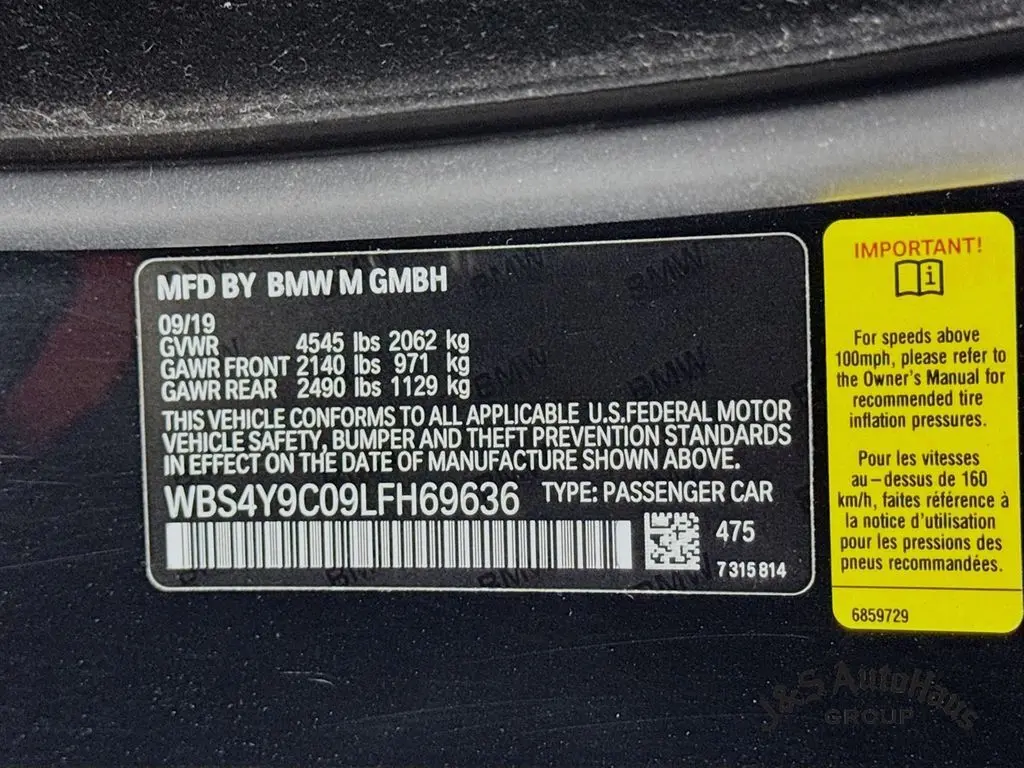 MFD BY BMW M GMBH
09/19
GVWR 4545 lbs 2062 kg
GAWR FRONT 2140 lbs 971 kg
GAWR REAR 2490 lbs 1129 kg
THIS VEHICLE CONFORMS TO ALL APPLICABLE U.S.FEDERAL MOTOR
VEHICLE SAFETY, BUMPER AND THEFT PREVENTION STANDARDS
IN EFFECT ON THE DATE OF MANUFACTURE SHOWN ABOVE.
WBS4Y9C09LFH69636 TYPE: PASSENGER CAR
475
7315814
IMPORTANT!
For speeds above
100mph, please refer to
the Owner's Manual for
recommended tire
inflation pressures.
Pour les vitesses
au-dessus de 160
km/h, faites référence à
la notice d'utilisation
pour les pressions des
pneus recommandées.
6859729
J&S AutoHaus
GROUP